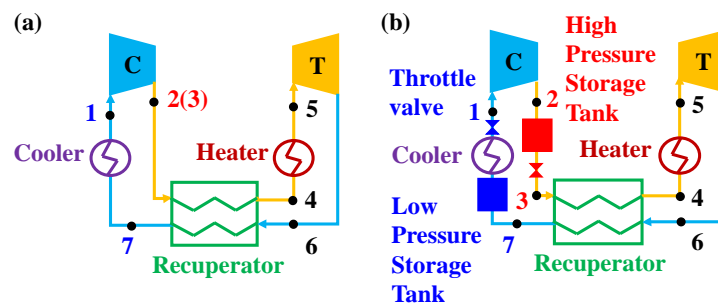 (a)
C
T
1
2(3)
5
Cooler
Heater
4
7
6
Recuperator
(b)
High
Pressure
Storage
Tank
C
T
Throttle
valve
1
2
5
Cooler
Heater
3
4
Low
Pressure
Storage
Tank
7
6
Recuperator